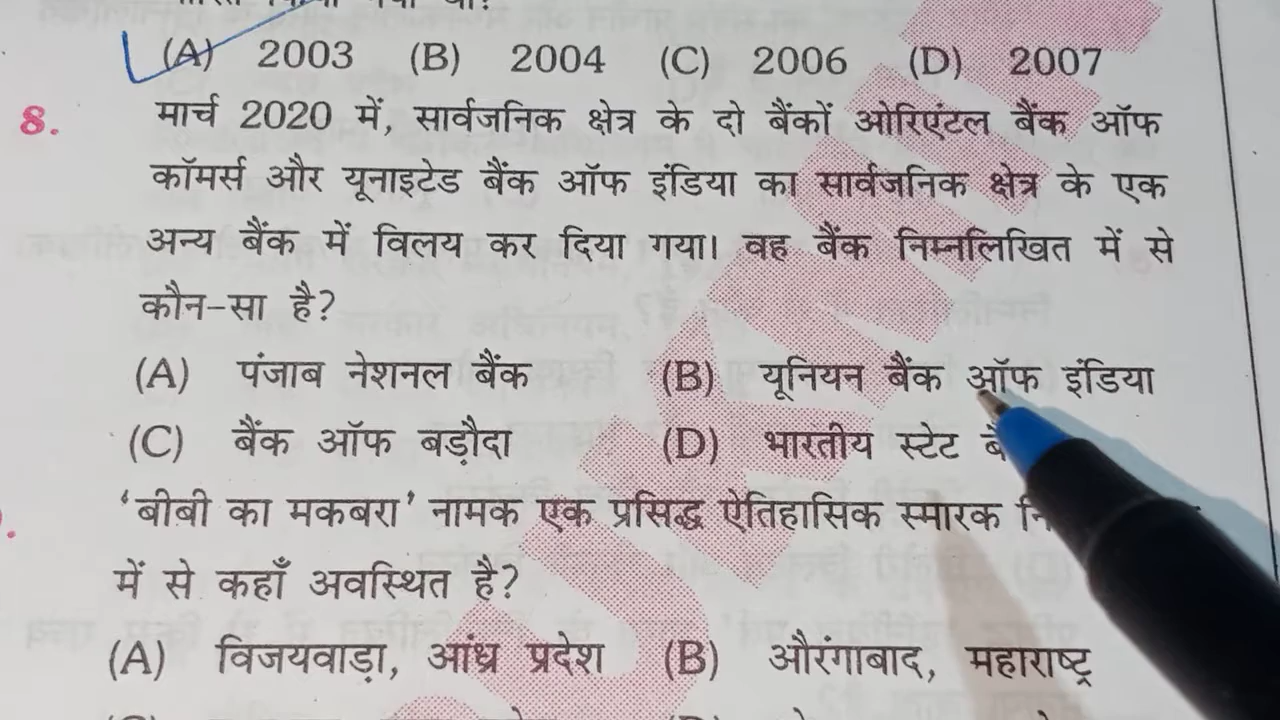 (A) 2003 (B) 2004 (C) 2006 (D) 2007
8. मार्च 2020 में, सार्वजनिक क्षेत्र के दो बैंकों ओरिएंटल बैंक ऑफ
कॉमर्स और यूनाइटेड बैंक ऑफ इंडिया का सार्वजनिक क्षेत्र के एक
अन्य बैंक में विलय कर दिया गया। वह बैंक निम्नलिखित में से
कौन-सा है?
(A) पंजाब नेशनल बैंक (B) यूनियन बैंक ऑफ इंडिया
(C) बैंक ऑफ बड़ौदा (D) भारतीय स्टेट
‘बीबी का मकबरा’ नामक एक प्रसिद्ध ऐतिहासिक स्मारक
में से कहाँ अवस्थित है?
(A) विजयवाड़ा, आंध्र प्रदेश (B) औरंगाबाद, महाराष्ट्र